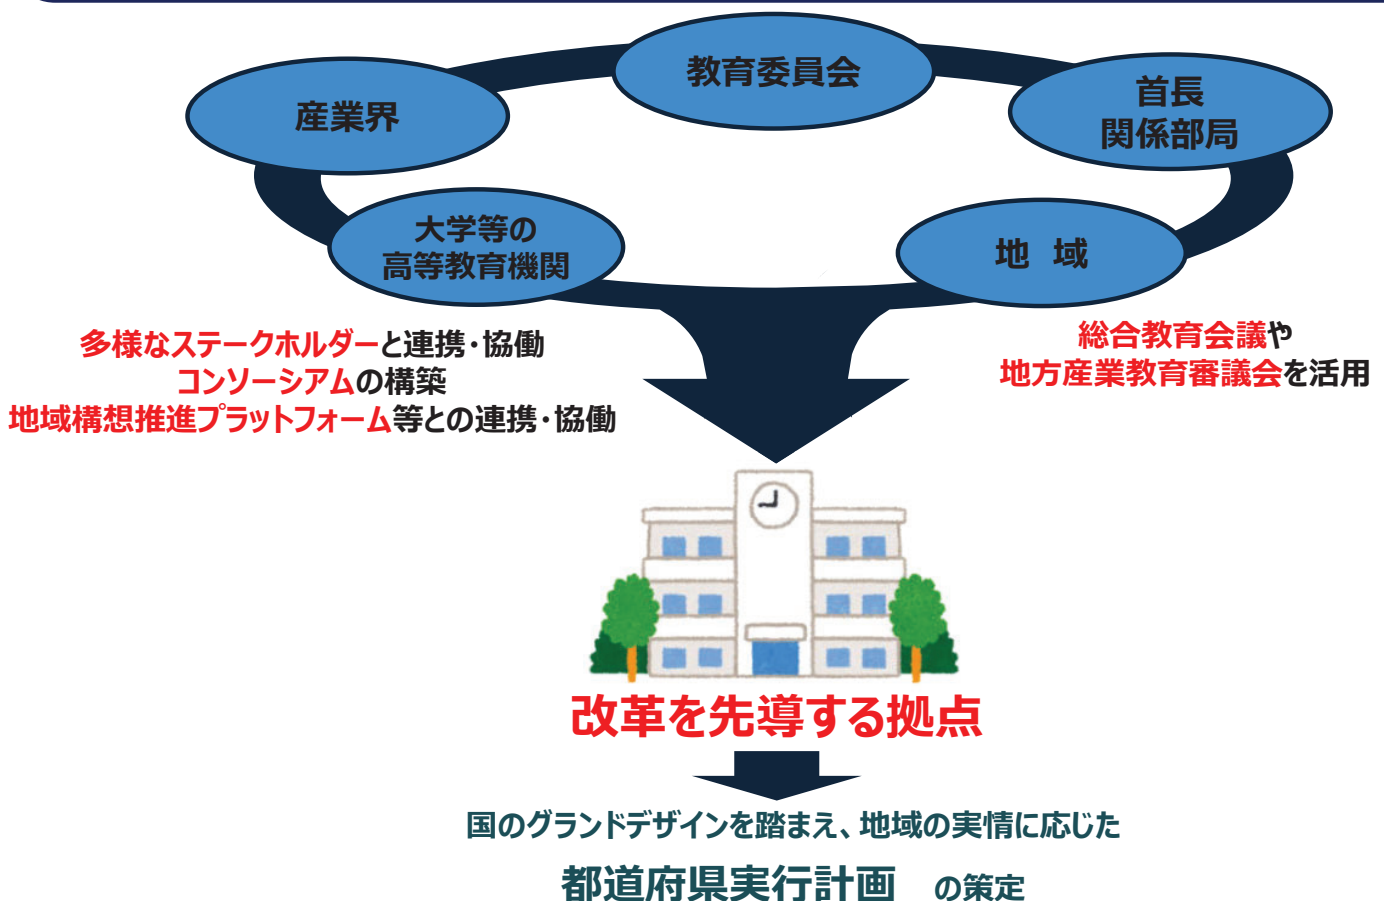 教育委員会
産業界
首長
関係部局
大学等の
高等教育機関
地 域
多様なステークホルダーと連携・協働
コンソーシアムの構築
地域構想推進プラットフォーム等との連携・協働
総合教育会議や
地方産業教育審議会を活用
改革を先導する拠点
国のグランドデザインを踏まえ、地域の実情に応じた
都道府県実行計画 の策定